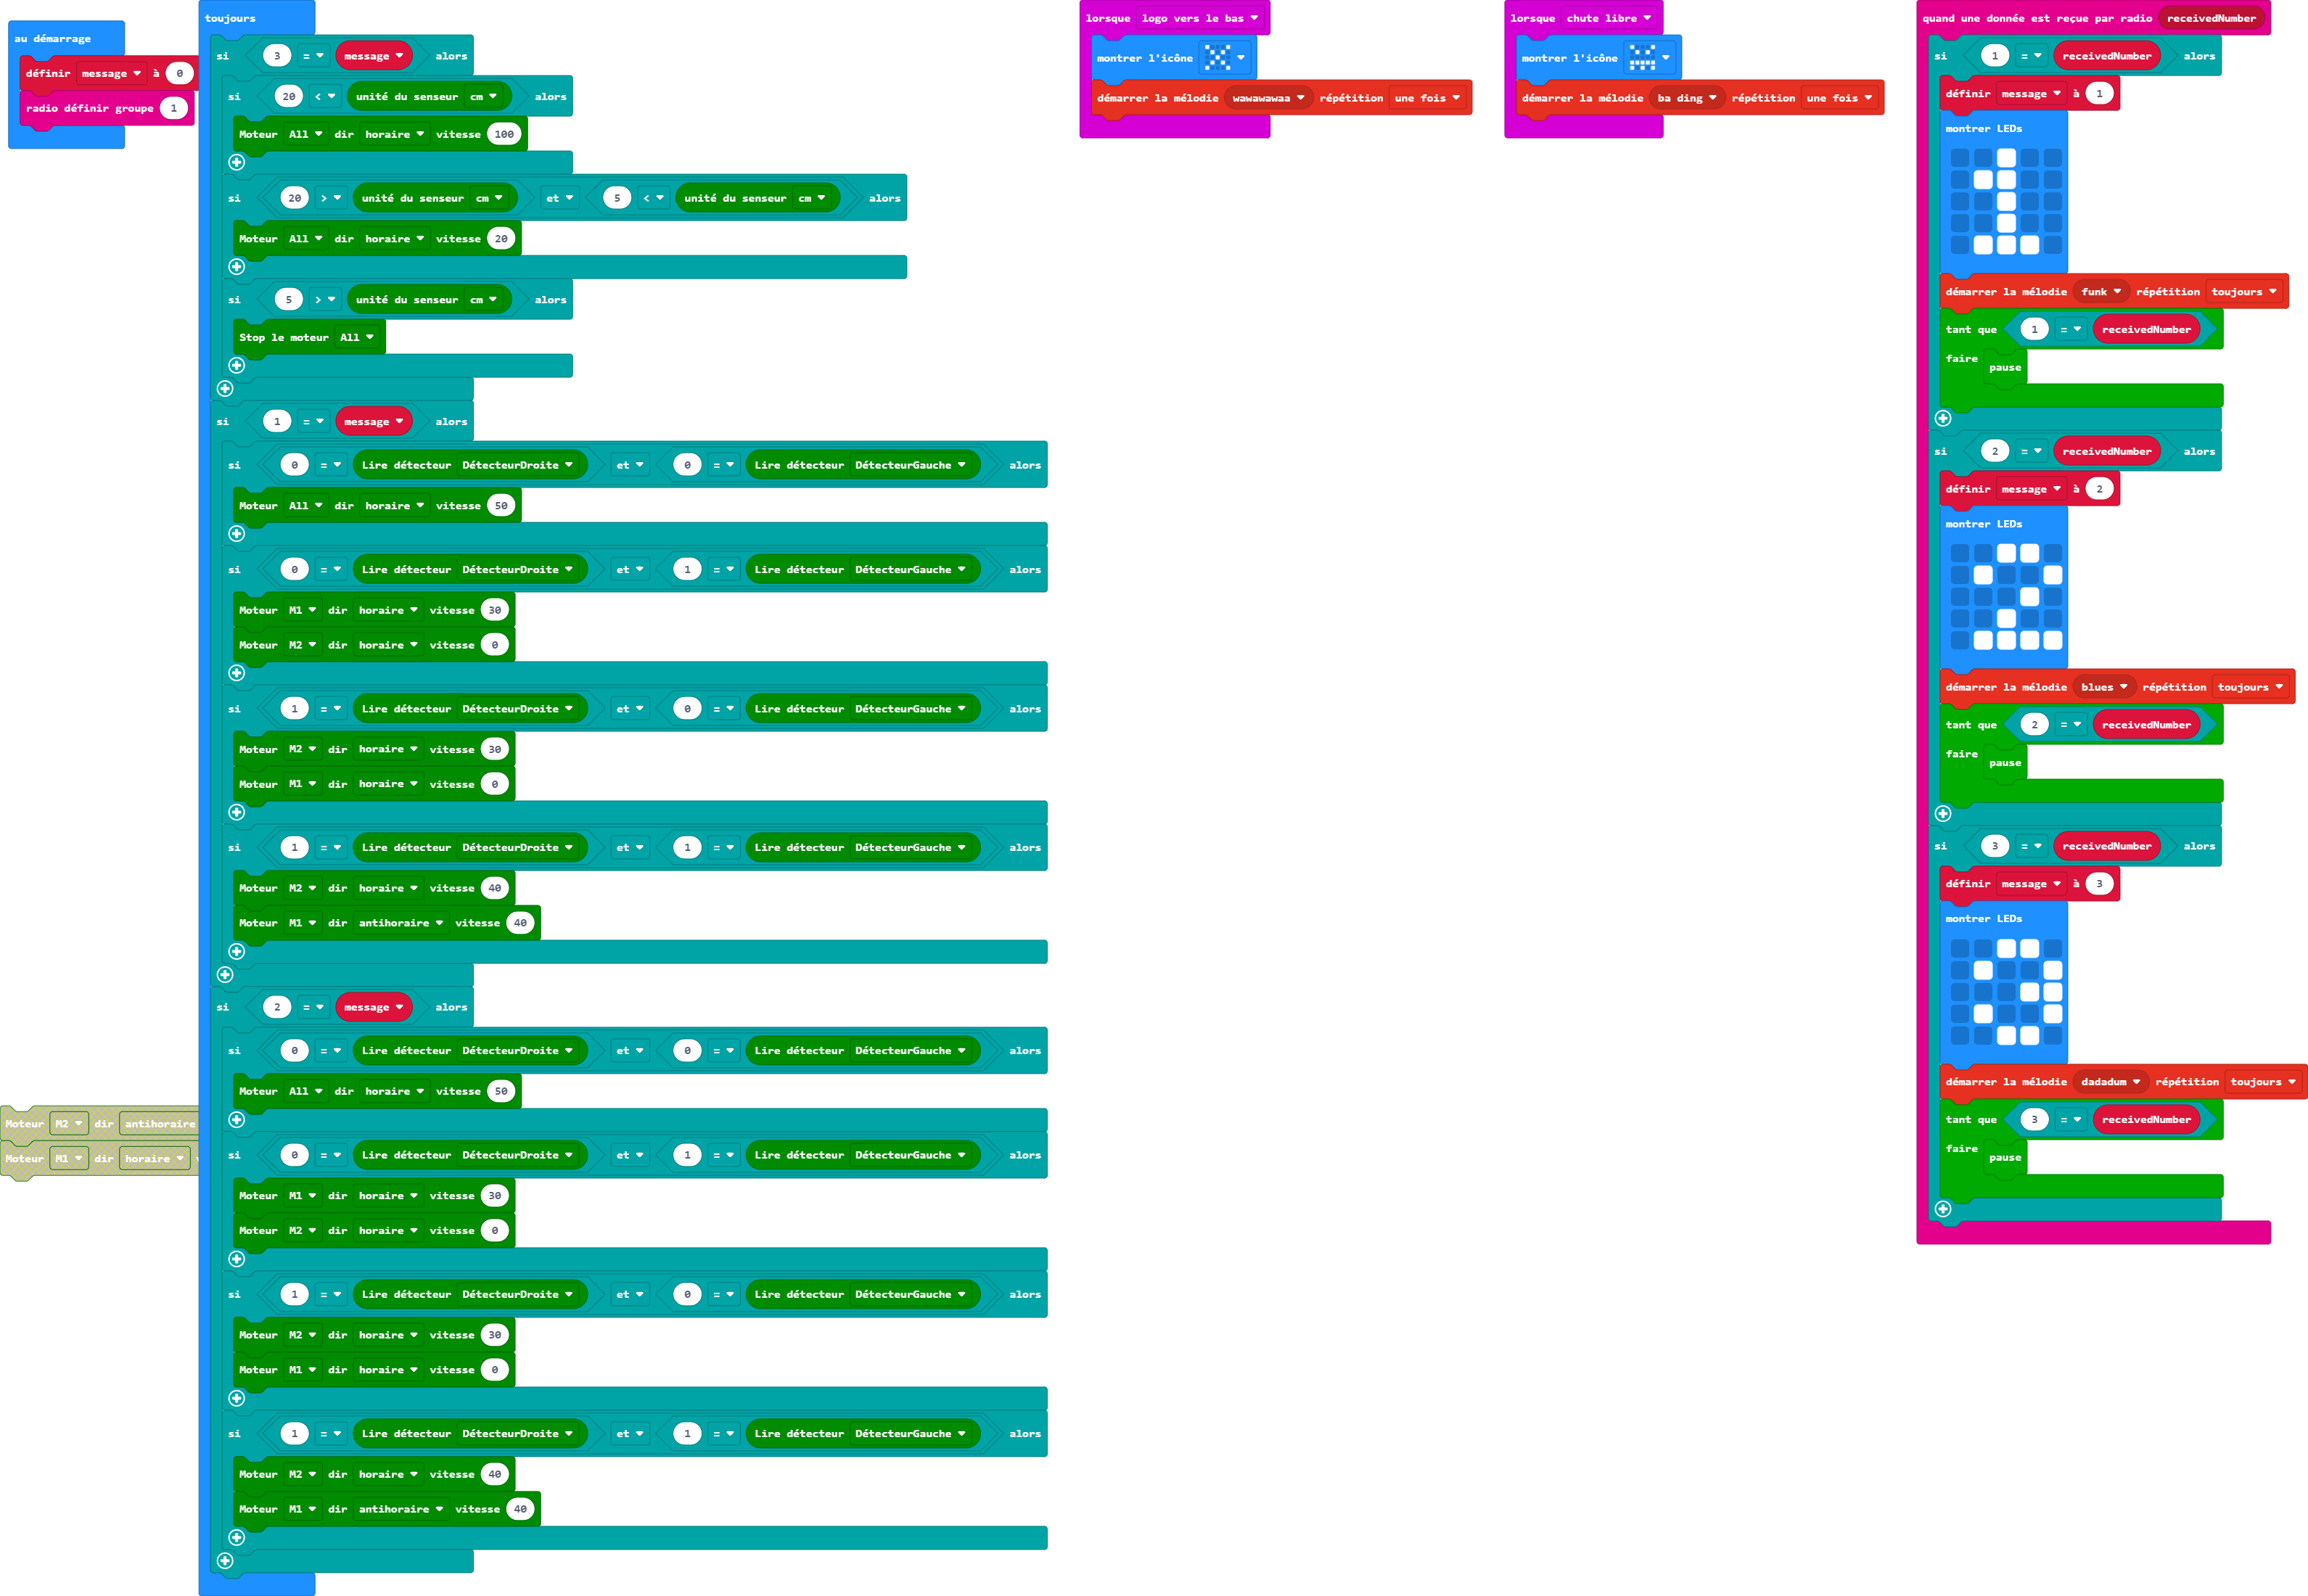 au démarrage
définir message à 0
radio définir groupe 1
toujours
si 3 = message alors
si 20 < unité du senseur cm alors
Moteur All dir horaire vitesse 100
si 20 > unité du senseur cm et 5 < unité du senseur cm alors
Moteur All dir horaire vitesse 20
si 5 > unité du senseur cm alors
Stop le moteur All
si 1 = message alors
si 0 = Lire détecteur DétecteurDroite et 0 = Lire détecteur DétecteurGauche alors
Moteur All dir horaire vitesse 50
si 0 = Lire détecteur DétecteurDroite et 1 = Lire détecteur DétecteurGauche alors
Moteur M1 dir horaire vitesse 30
Moteur M2 dir horaire vitesse 0
si 1 = Lire détecteur DétecteurDroite et 0 = Lire détecteur DétecteurGauche alors
Moteur M2 dir horaire vitesse 30
Moteur M1 dir horaire vitesse 0
si 1 = Lire détecteur DétecteurDroite et 1 = Lire détecteur DétecteurGauche alors
Moteur M2 dir horaire vitesse 40
Moteur M1 dir antihoraire vitesse 40
si 2 = message alors
si 0 = Lire détecteur DétecteurDroite et 0 = Lire détecteur DétecteurGauche alors
Moteur All dir horaire vitesse 50
si 0 = Lire détecteur DétecteurDroite et 1 = Lire détecteur DétecteurGauche alors
Moteur M1 dir horaire vitesse 30
Moteur M2 dir horaire vitesse 0
si 1 = Lire détecteur DétecteurDroite et 0 = Lire détecteur DétecteurGauche alors
Moteur M2 dir horaire vitesse 30
Moteur M1 dir horaire vitesse 0
si 1 = Lire détecteur DétecteurDroite et 1 = Lire détecteur DétecteurGauche alors
Moteur M2 dir horaire vitesse 40
Moteur M1 dir antihoraire vitesse 40
Moteur M2 dir antihoraire
Moteur M1 dir horaire
lorsque logo vers le bas
montrer l'icône
démarrer la mélodie wawawawaa répétition une fois
lorsque chute libre
montrer l'icône
démarrer la mélodie ba ding répétition une fois
quand une donnée est reçue par radio receivedNumber
si 1 = receivedNumber alors
définir message à 1
montrer LEDs
démarrer la mélodie funk répétition toujours
tant que 1 = receivedNumber
faire pause
si 2 = receivedNumber alors
définir message à 2
montrer LEDs
démarrer la mélodie blues répétition toujours
tant que 2 = receivedNumber
faire pause
si 3 = receivedNumber alors
définir message à 3
montrer LEDs
démarrer la mélodie dadadum répétition toujours
tant que 3 = receivedNumber
faire pause